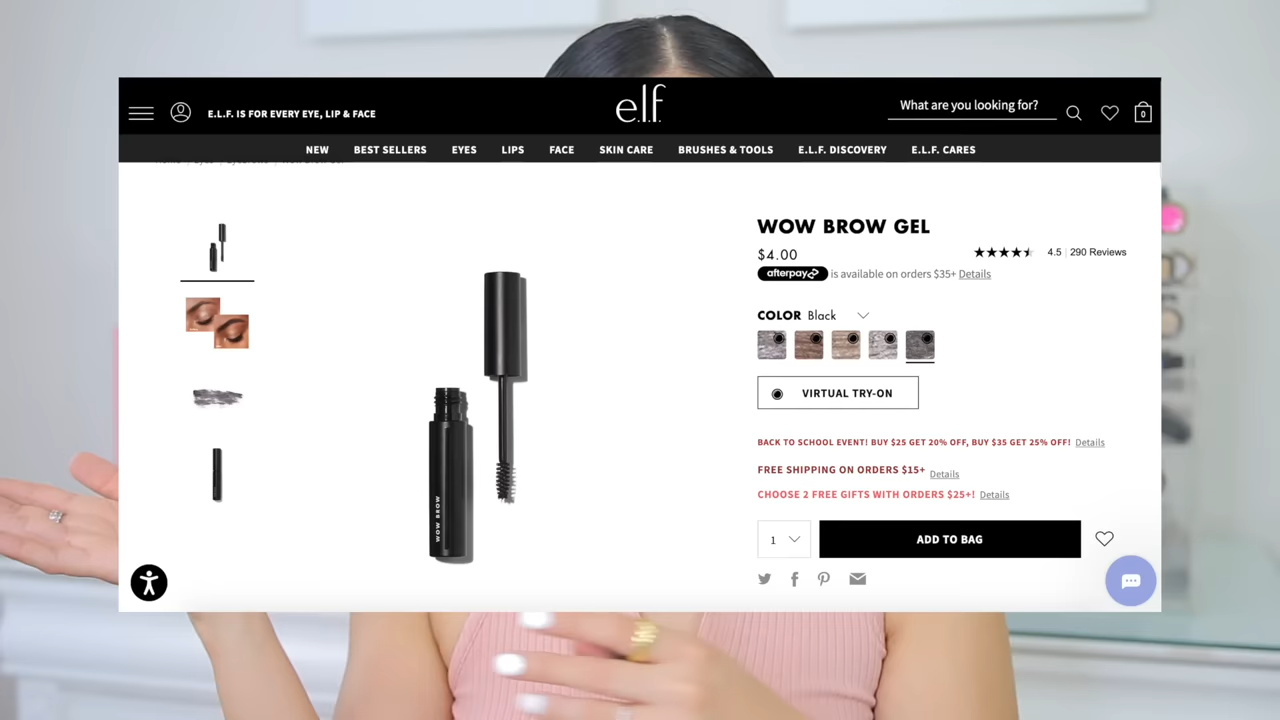 E.L.F. IS FOR EVERY EYE, LIP & FACE
e.l.f.
What are you looking for?
0
NEW BEST SELLERS EYES LIPS FACE SKIN CARE BRUSHES & TOOLS E.L.F. DISCOVERY E.L.F. CARES
WOW BROW GEL
$4.00
4.5 | 290 Reviews
afterpay is available on orders $35+ Details
COLOR Black
VIRTUAL TRY-ON
BACK TO SCHOOL EVENT! BUY $25 GET 20% OFF, BUY $35 GET 25% OFF! Details
FREE SHIPPING ON ORDERS $15+ Details
CHOOSE 2 FREE GIFTS WITH ORDERS $25+! Details
1
ADD TO BAG
WOW BROW